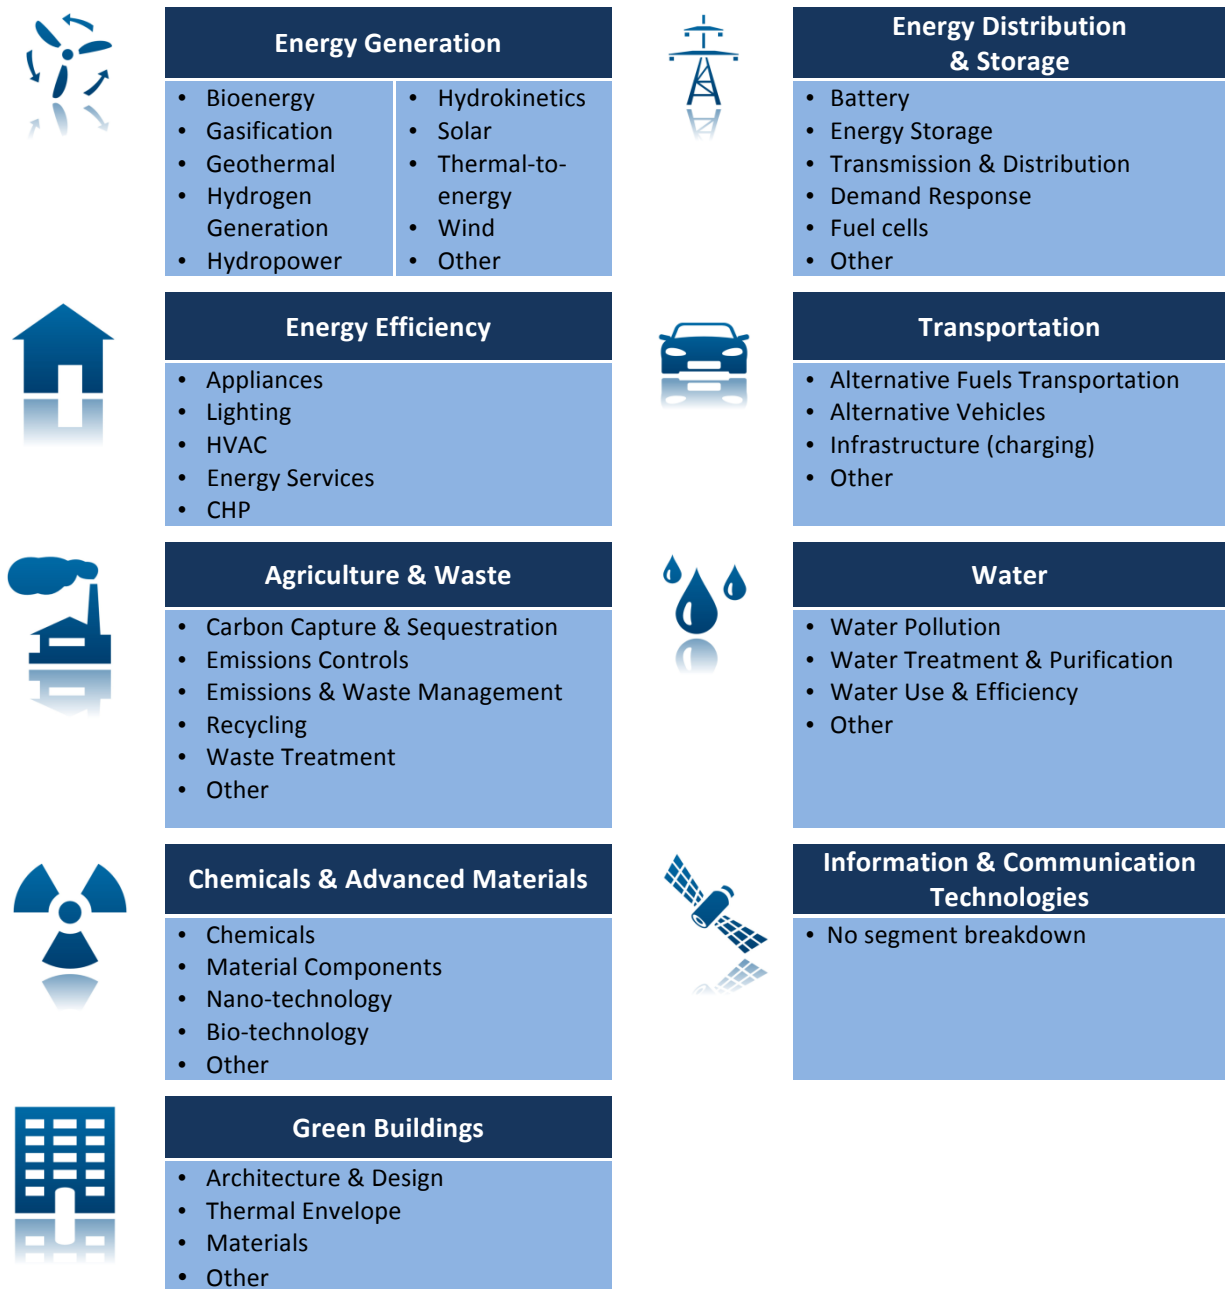 Energy Generation
• Bioenergy
• Gasification
• Geothermal
• Hydrogen
Generation
• Hydropower
• Hydrokinetics
• Solar
• Thermal-to-
energy
• Wind
• Other
Energy Distribution
& Storage
• Battery
• Energy Storage
• Transmission & Distribution
• Demand Response
• Fuel cells
• Other
Energy Efficiency
• Appliances
• Lighting
• HVAC
• Energy Services
• CHP
Transportation
• Alternative Fuels Transportation
• Alternative Vehicles
• Infrastructure (charging)
• Other
Agriculture & Waste
• Carbon Capture & Sequestration
• Emissions Controls
• Emissions & Waste Management
• Recycling
• Waste Treatment
• Other
Water
• Water Pollution
• Water Treatment & Purification
• Water Use & Efficiency
• Other
Chemicals & Advanced Materials
• Chemicals
• Material Components
• Nano-technology
• Bio-technology
• Other
Information & Communication
Technologies
• No segment breakdown
Green Buildings
• Architecture & Design
• Thermal Envelope
• Materials
• Other